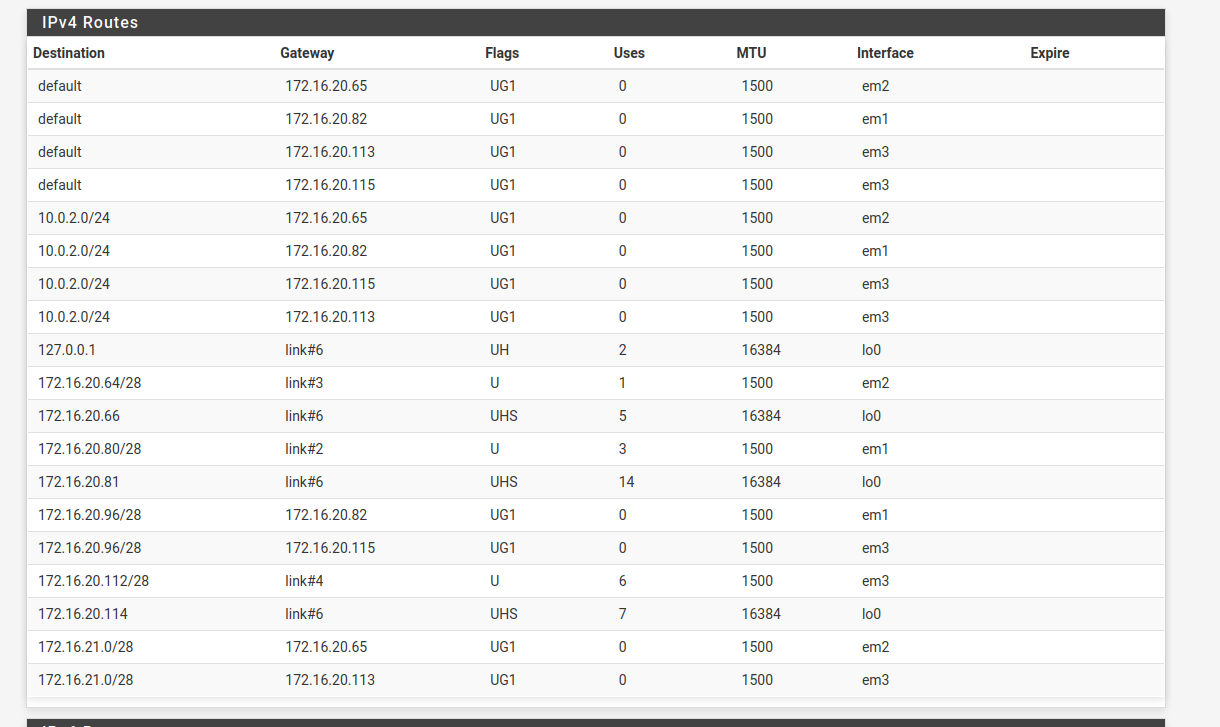 IPv4 Routes
Destination Gateway Flags Uses MTU Interface Expire
default 172.16.20.65 UG1 0 1500 em2
default 172.16.20.82 UG1 0 1500 em1
default 172.16.20.113 UG1 0 1500 em3
default 172.16.20.115 UG1 0 1500 em3
10.0.2.0/24 172.16.20.65 UG1 0 1500 em2
10.0.2.0/24 172.16.20.82 UG1 0 1500 em1
10.0.2.0/24 172.16.20.115 UG1 0 1500 em3
10.0.2.0/24 172.16.20.113 UG1 0 1500 em3
127.0.0.1 link#6 UH 2 16384 lo0
172.16.20.64/28 link#3 U 1 1500 em2
172.16.20.66 link#6 UHS 5 16384 lo0
172.16.20.80/28 link#2 U 3 1500 em1
172.16.20.81 link#6 UHS 14 16384 lo0
172.16.20.96/28 172.16.20.82 UG1 0 1500 em1
172.16.20.96/28 172.16.20.115 UG1 0 1500 em3
172.16.20.112/28 link#4 U 6 1500 em3
172.16.20.114 link#6 UHS 7 16384 lo0
172.16.21.0/28 172.16.20.65 UG1 0 1500 em2
172.16.21.0/28 172.16.20.113 UG1 0 1500 em3